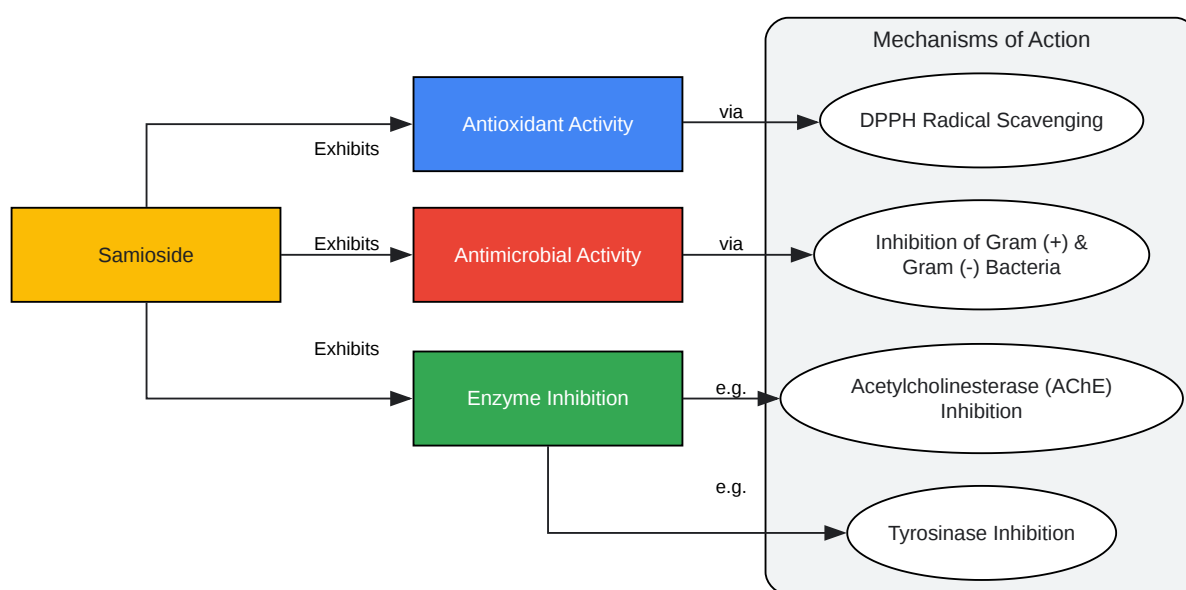 Mechanisms of Action
Antioxidant Activity
via
DPPH Radical Scavenging
Exhibits
Samioside
Exhibits
Antimicrobial Activity
via
Inhibition of Gram (+) &
Gram (-) Bacteria
Exhibits
Enzyme Inhibition
e.g.
Acetylcholinesterase (AChE)
Inhibition
e.g.
Tyrosinase Inhibition